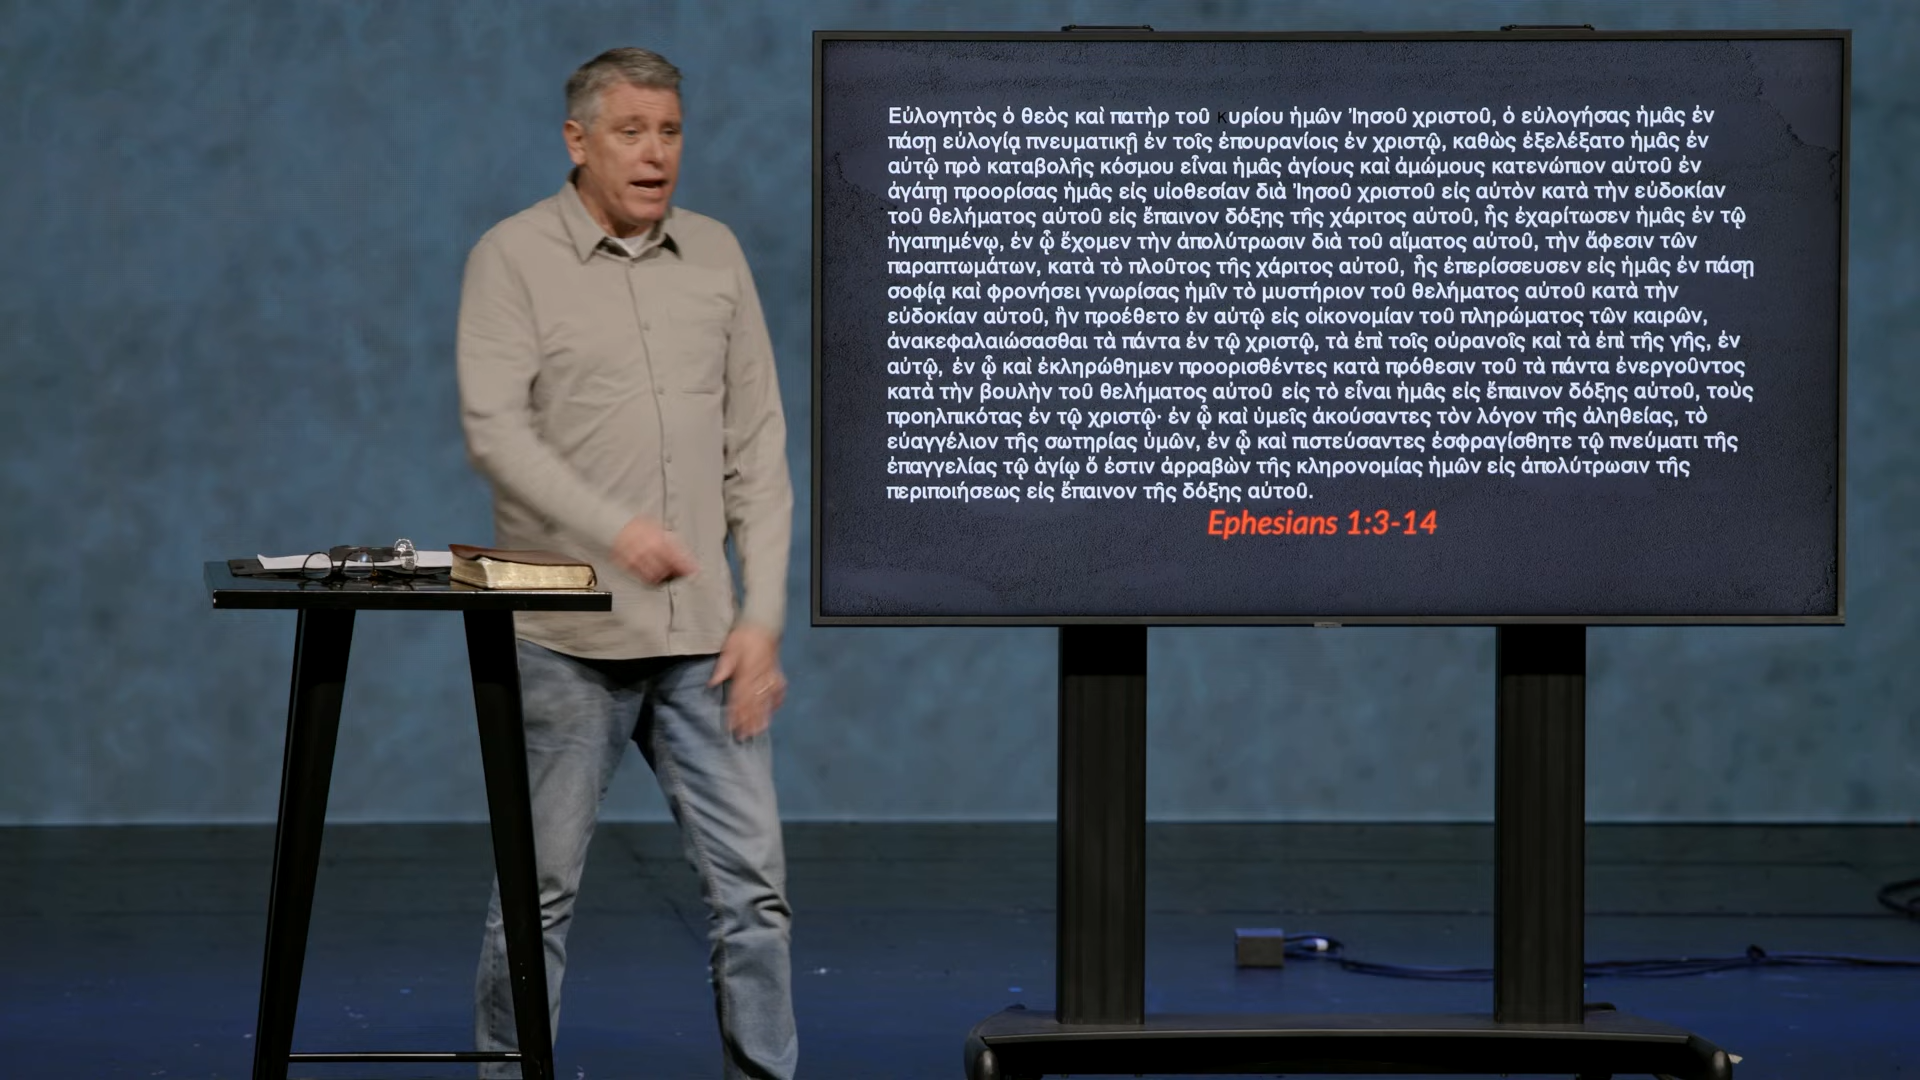 Εὐλογητὸς ὁ θεὸς καὶ πατὴρ τοῦ κυρίου ἡμῶν Ἰησοῦ χριστοῦ, ὁ εὐλογήσας ἡμᾶς ἐν
πάσῃ εὐλογίᾳ πνευματικῇ ἐν τοῖς ἐπουρανίοις ἐν χριστῷ, καθὼς ἐξελέξατο ἡμᾶς ἐν
αὐτῷ πρὸ καταβολῆς κόσμου εἶναι ἡμᾶς ἁγίους καὶ ἀμώμους κατενώπιον αὐτοῦ ἐν
ἀγάπῃ προορίσας ἡμᾶς εἰς υἱοθεσίαν διὰ Ἰησοῦ χριστοῦ εἰς αὐτὸν κατὰ τὴν εὐδοκίαν
τοῦ θελήματος αὐτοῦ εἰς ἔπαινον δόξης τῆς χάριτος αὐτοῦ, ἧς ἐχαρίτωσεν ἡμᾶς ἐν τῷ
ἠγαπημένῳ, ἐν ᾧ ἔχομεν τὴν ἀπολύτρωσιν διὰ τοῦ αἵματος αὐτοῦ, τὴν ἄφεσιν τῶν
παραπτωμάτων, κατὰ τὸ πλοῦτος τῆς χάριτος αὐτοῦ, ἧς ἐπερίσσευσεν εἰς ἡμᾶς ἐν πάσῃ
σοφίᾳ καὶ φρονήσει γνωρίσας ἡμῖν τὸ μυστήριον τοῦ θελήματος αὐτοῦ κατὰ τὴν
εὐδοκίαν αὐτοῦ, ἣν προέθετο ἐν αὐτῷ εἰς οἰκονομίαν τοῦ πληρώματος τῶν καιρῶν,
ἀνακεφαλαιώσασθαι τὰ πάντα ἐν τῷ χριστῷ, τὰ ἐπὶ τοῖς οὐρανοῖς καὶ τὰ ἐπὶ τῆς γῆς, ἐν
αὐτῷ, ἐν ᾧ καὶ ἐκληρώθημεν προορισθέντες κατὰ πρόθεσιν τοῦ τὰ πάντα ἐνεργοῦντος
κατὰ τὴν βουλὴν τοῦ θελήματος αὐτοῦ εἰς τὸ εἶναι ἡμᾶς εἰς ἔπαινον δόξης αὐτοῦ, τοὺς
προηλπικότας ἐν τῷ χριστῷ· ἐν ᾧ καὶ ὑμεῖς ἀκούσαντες τὸν λόγον τῆς ἀληθείας, τὸ
εὐαγγέλιον τῆς σωτηρίας ὑμῶν, ἐν ᾧ καὶ πιστεύσαντες ἐσφραγίσθητε τῷ πνεύματι τῆς
ἐπαγγελίας τῷ ἁγίῳ ὅ ἐστιν ἀρραβὼν τῆς κληρονομίας ἡμῶν εἰς ἀπολύτρωσιν τῆς
περιποιήσεως εἰς ἔπαινον τῆς δόξης αὐτοῦ.
Ephesians 1:3-14